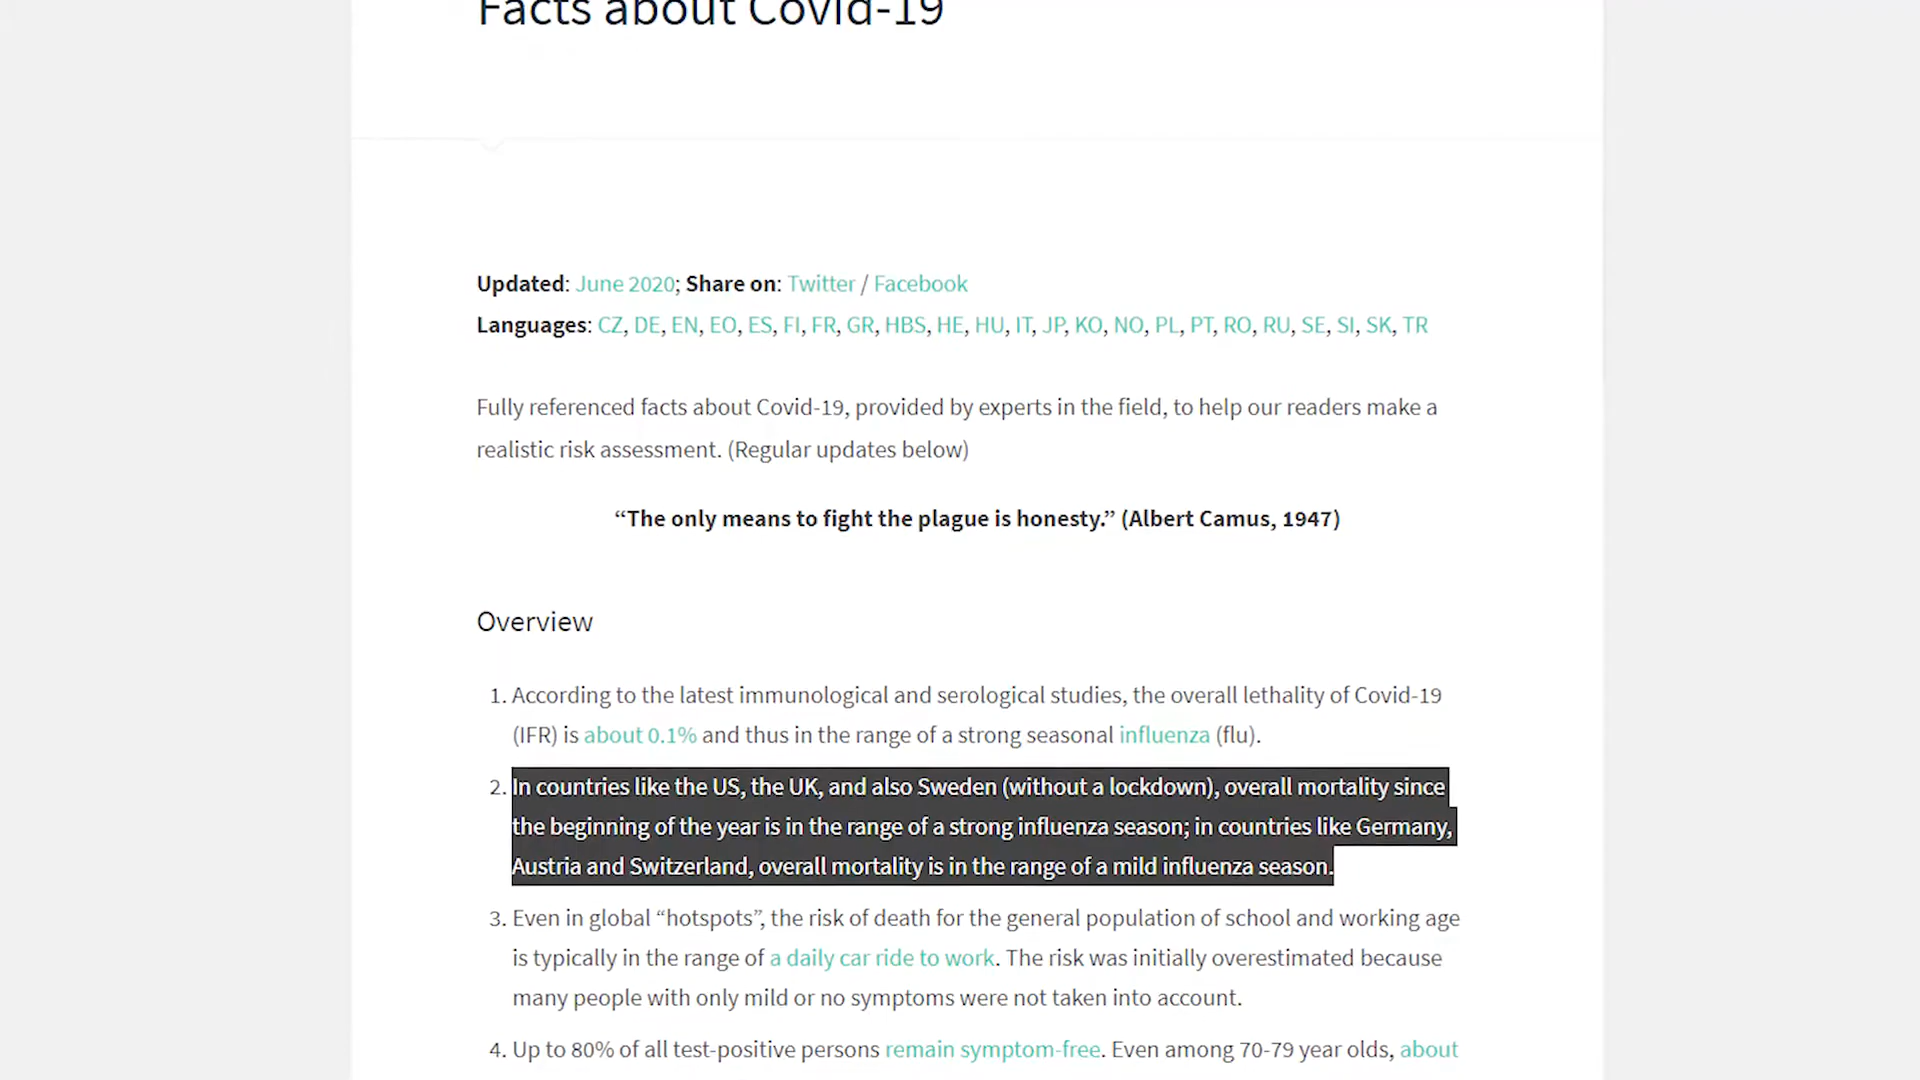 Facts about Covid-19
Updated: June 2020; Share on: Twitter / Facebook
Languages: CZ, DE, EN, EO, ES, FI, FR, GR, HBS, HE, HU, IT, JP, KO, NO, PL, PT, RO, RU, SE, SI, SK, TR
Fully referenced facts about Covid-19, provided by experts in the field, to help our readers make a
realistic risk assessment. (Regular updates below)
“The only means to fight the plague is honesty.” (Albert Camus, 1947)
Overview
1. According to the latest immunological and serological studies, the overall lethality of Covid-19
(IFR) is about 0.1% and thus in the range of a strong seasonal influenza (flu).
2. In countries like the US, the UK, and also Sweden (without a lockdown), overall mortality since
the beginning of the year is in the range of a strong influenza season; in countries like Germany,
Austria and Switzerland, overall mortality is in the range of a mild influenza season.
3. Even in global “hotspots”, the risk of death for the general population of school and working age
is typically in the range of a daily car ride to work. The risk was initially overestimated because
many people with only mild or no symptoms were not taken into account.
4. Up to 80% of all test-positive persons remain symptom-free. Even among 70-79 year olds, about